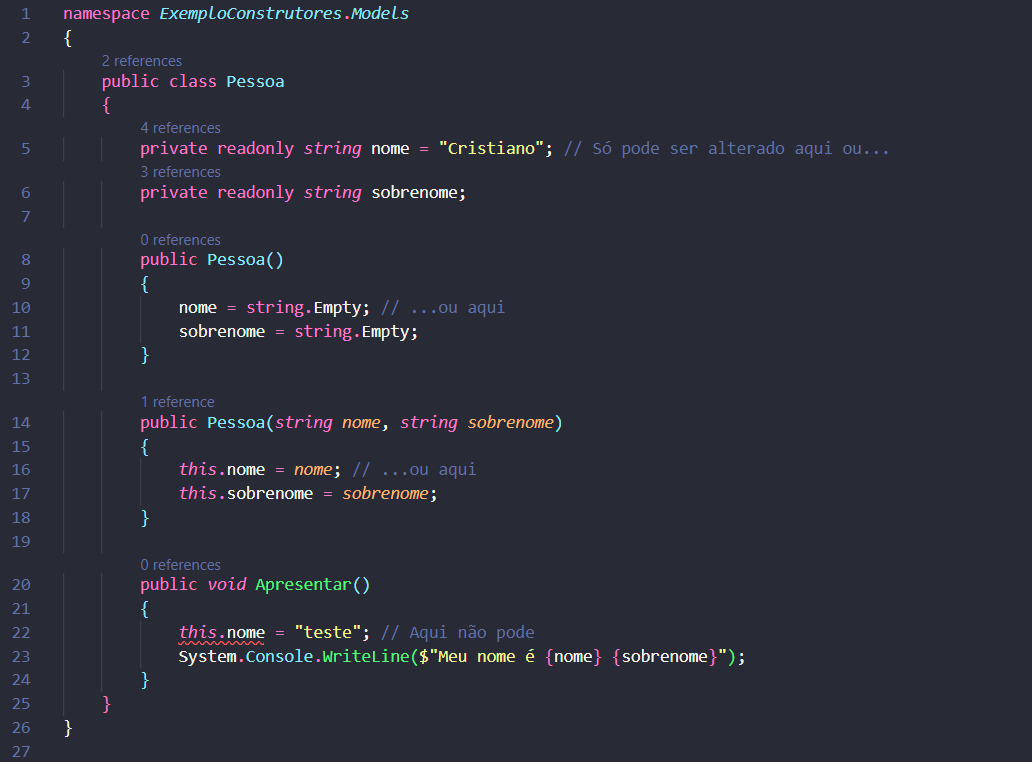 1 namespace ExemploConstrutores.Models
2 {
2 references
3 public class Pessoa
4 {
4 references
5 private readonly string nome = "Cristiano"; // Só pode ser alterado aqui ou...
3 references
6 private readonly string sobrenome;
7
0 references
8 public Pessoa()
9 {
10 nome = string.Empty; // ...ou aqui
11 sobrenome = string.Empty;
12 }
13
1 reference
14 public Pessoa(string nome, string sobrenome)
15 {
16 this.nome = nome; // ...ou aqui
17 this.sobrenome = sobrenome;
18 }
19
0 references
20 public void Apresentar()
21 {
22 this.nome = "teste"; // Aqui não pode
23 System.Console.WriteLine($"Meu nome é {nome} {sobrenome}");
24 }
25 }
26 }
27